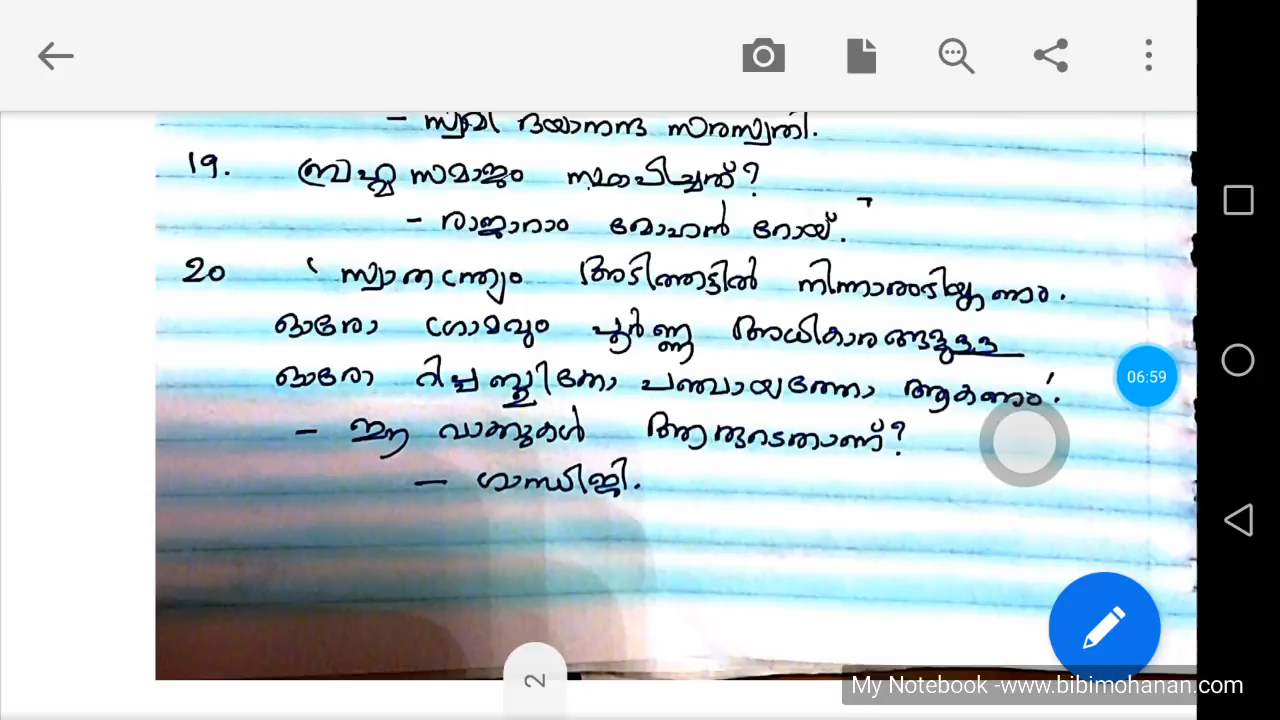 - സ്വാമി ദയാനന്ദ സരസ്വതി.
19. ബ്രഹ്മ സമാജം സ്ഥാപിച്ചത്?
- രാജാറാം മോഹൻ റോയ്.
20 ' സ്വാതന്ത്ര്യം അടിത്തട്ടിൽ നിന്നാരംഭിയ്ക്കണം.
ഓരോ ഗ്രാമവും പൂർണ്ണ അധികാരങ്ങളുള്ള
ഓരോ റിപ്പബ്ലിക്കോ പഞ്ചായത്തോ ആകണം'.
- ഈ വാക്കുകൾ ആരുടെതാണ്?
- ഗാന്ധിജി.
06:59
2
My Notebook -www.bibimohanan.com